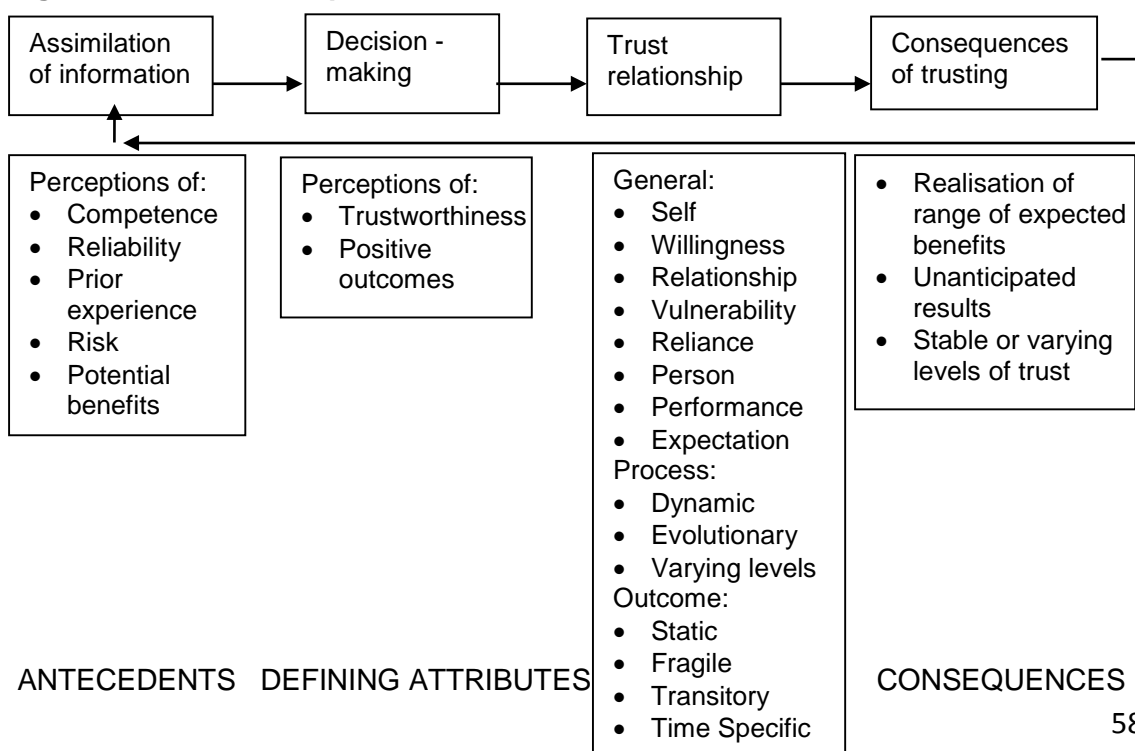 Assimilation
of information
Decision -
making
Trust
relationship
Consequences
of trusting
Perceptions of:
• Competence
• Reliability
• Prior
experience
• Risk
• Potential
benefits
Perceptions of:
• Trustworthiness
• Positive
outcomes
General:
• Self
• Willingness
• Relationship
• Vulnerability
• Reliance
• Person
• Performance
• Expectation
Process:
• Dynamic
• Evolutionary
• Varying levels
Outcome:
• Static
• Fragile
• Transitory
• Time Specific
• Realisation of
range of expected
benefits
• Unanticipated
results
• Stable or varying
levels of trust
ANTECEDENTS DEFINING ATTRIBUTES CONSEQUENCES
58